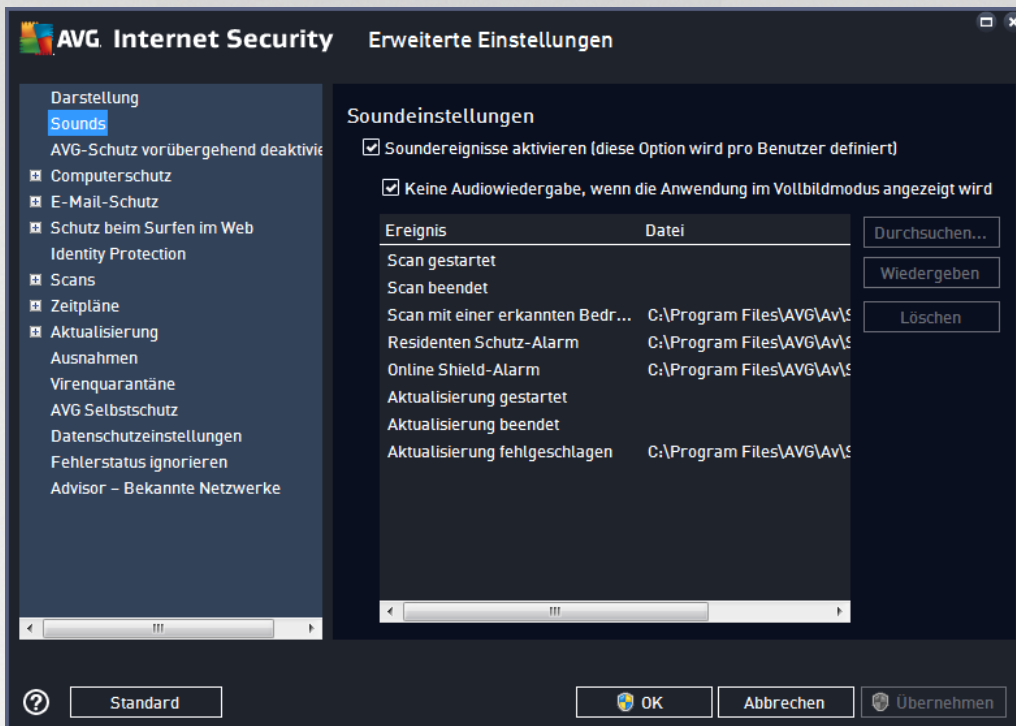 AVG Internet Security Erweiterte Einstellungen
Darstellung
Sounds
AVG-Schutz vorübergehend deaktivie
Computerschutz
E-Mail-Schutz
Schutz beim Surfen im Web
Identity Protection
Scans
Zeitpläne
Aktualisierung
Ausnahmen
Virenquarantäne
AVG Selbstschutz
Datenschutzeinstellungen
Fehlerstatus ignorieren
Advisor – Bekannte Netzwerke
Soundeinstellungen
Soundereignisse aktivieren (diese Option wird pro Benutzer definiert)
Keine Audiowiedergabe, wenn die Anwendung im Vollbildmodus angezeigt wird
Ereignis Datei
Scan gestartet
Scan beendet
Scan mit einer erkannten Bedr... C:\Program Files\AVG\Av\S
Residenten Schutz-Alarm C:\Program Files\AVG\Av\S
Online Shield-Alarm C:\Program Files\AVG\Av\S
Aktualisierung gestartet
Aktualisierung beendet
Aktualisierung fehlgeschlagen C:\Program Files\AVG\Av\S
Durchsuchen...
Wiedergeben
Löschen
? Standard OK Abbrechen Übernehmen